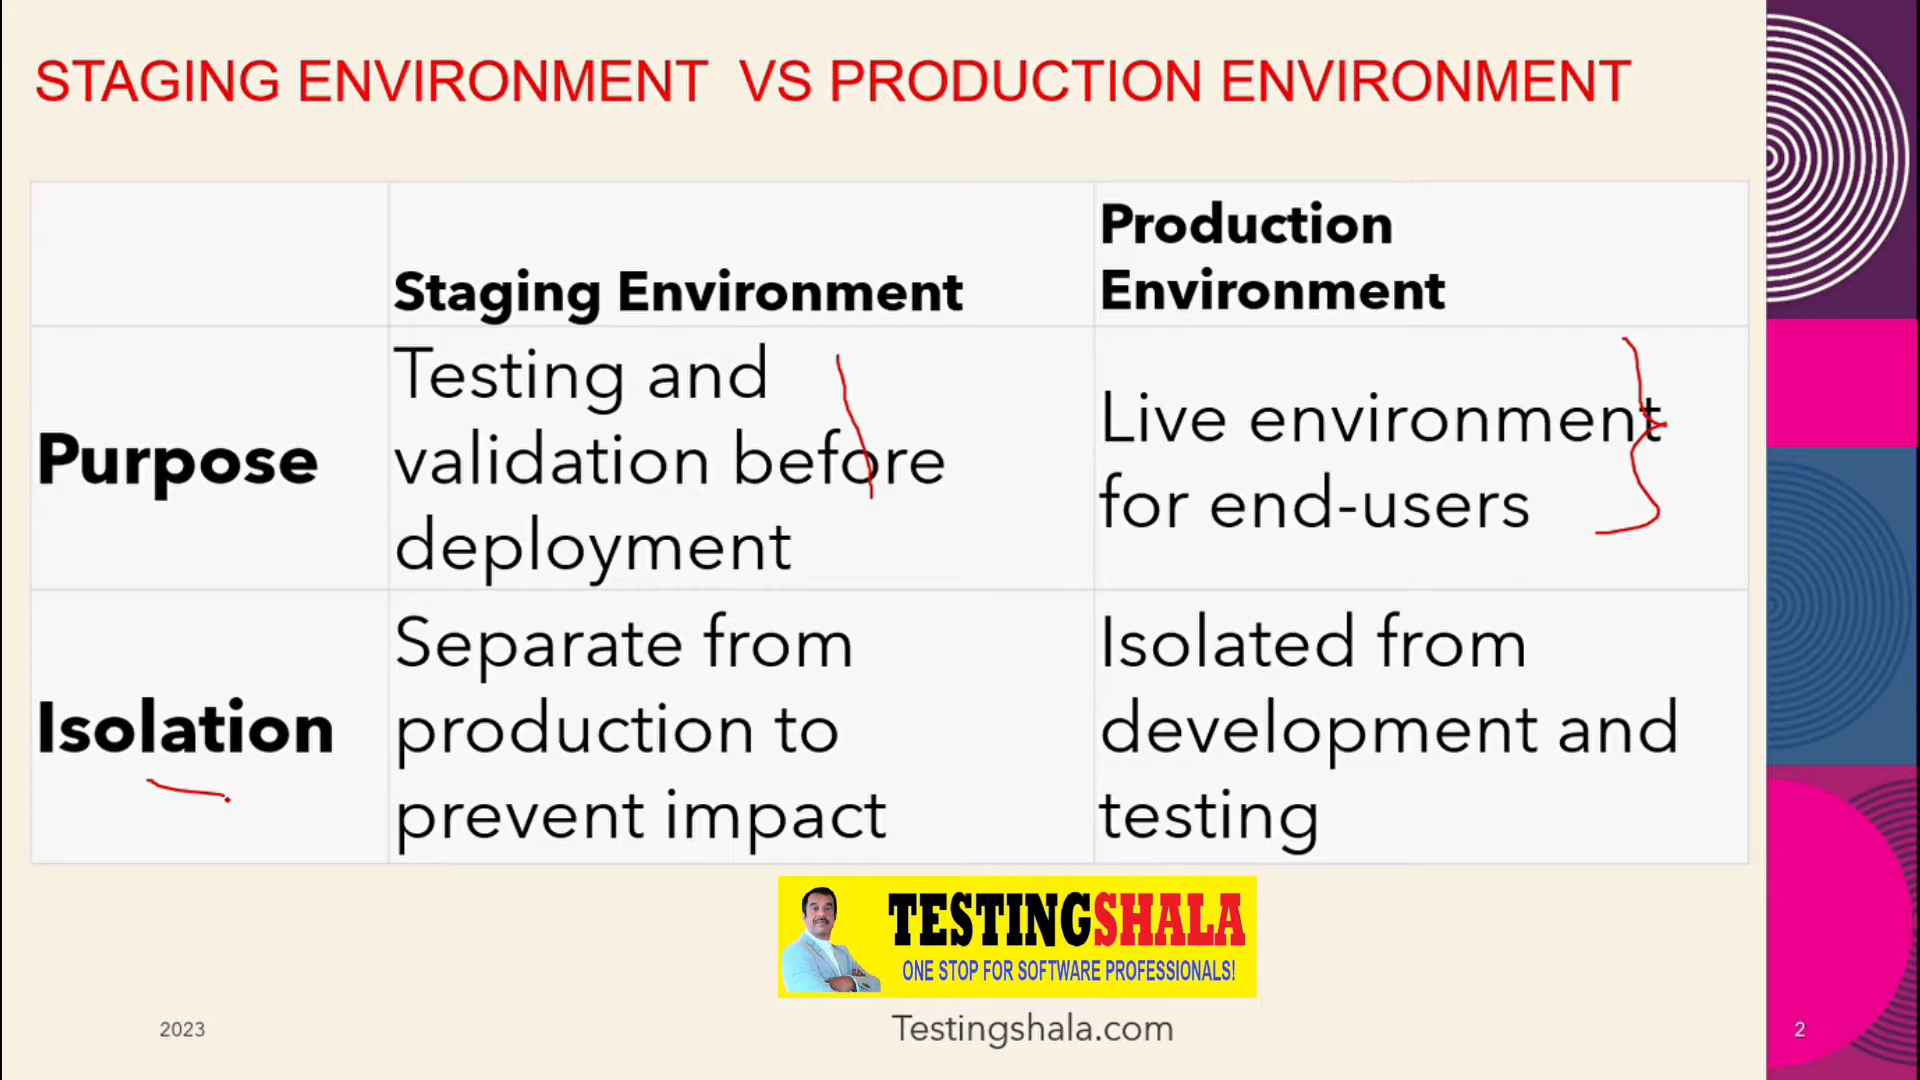 STAGING ENVIRONMENT VS PRODUCTION ENVIRONMENT
Staging Environment
Production
Environment
Purpose
Testing and
validation before
deployment
Live environment
for end-users
Isolation
Separate from
production to
prevent impact
Isolated from
development and
testing
TESTINGSHALA
ONE STOP FOR SOFTWARE PROFESSIONALS!
2023
Testingshala.com
2